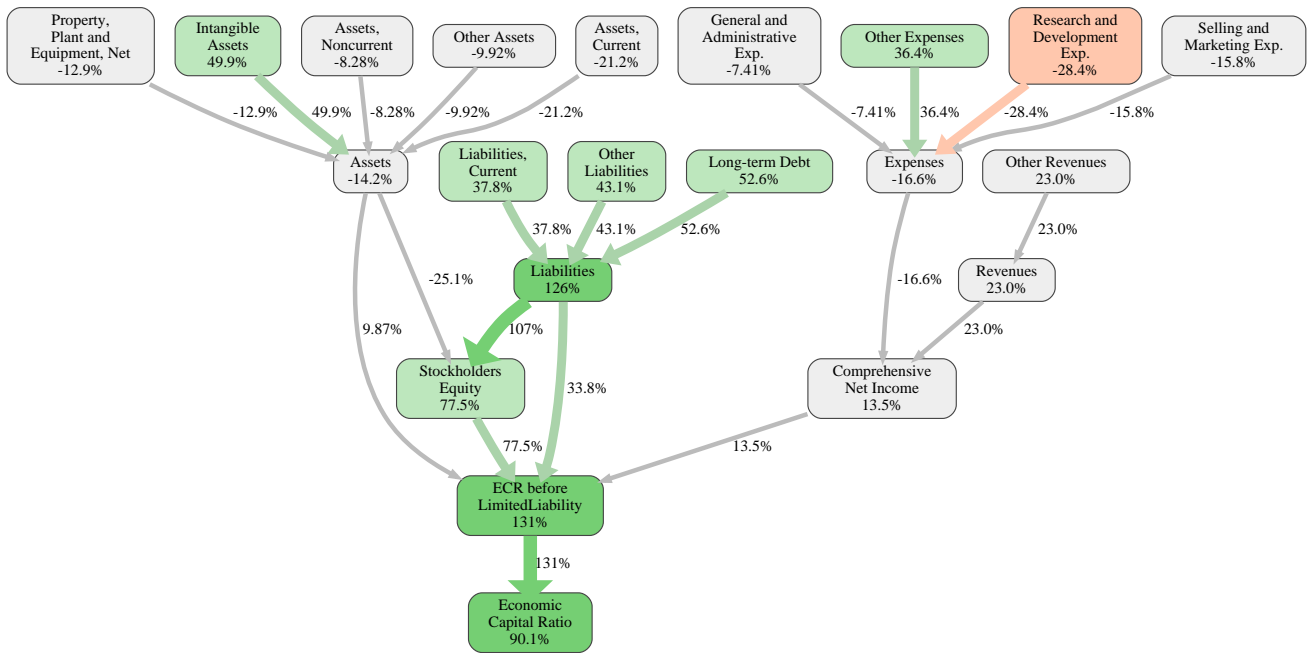 Property,
Plant and
Equipment, Net
-12.9%
Intangible
Assets
49.9%
Assets,
Noncurrent
-8.28%
Other Assets
-9.92%
Assets,
Current
-21.2%
General and
Administrative
Exp.
-7.41%
Other Expenses
36.4%
Research and
Development
Exp.
-28.4%
Selling and
Marketing Exp.
-15.8%
-12.9%
49.9%
-8.28%
-9.92%
-21.2%
-7.41%
36.4%
-28.4%
-15.8%
Assets
-14.2%
Liabilities,
Current
37.8%
Other
Liabilities
43.1%
Long-term Debt
52.6%
Expenses
-16.6%
Other Revenues
23.0%
37.8%
43.1%
52.6%
23.0%
-25.1%
Liabilities
126%
-16.6%
Revenues
23.0%
9.87%
107%
23.0%
Stockholders
Equity
77.5%
33.8%
Comprehensive
Net Income
13.5%
77.5%
13.5%
ECR before
LimitedLiability
131%
131%
Economic
Capital Ratio
90.1%